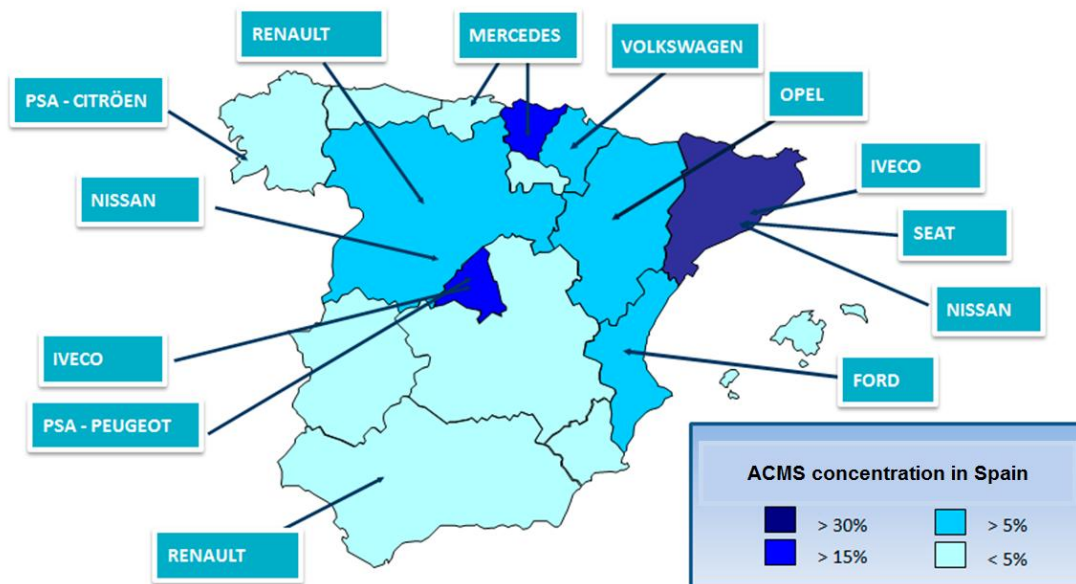 RENAULT
MERCEDES
VOLKSWAGEN
PSA - CITRÖEN
OPEL
NISSAN
IVECO
SEAT
NISSAN
IVECO
FORD
PSA - PEUGEOT
RENAULT
ACMS concentration in Spain
> 30%
> 5%
> 15%
< 5%